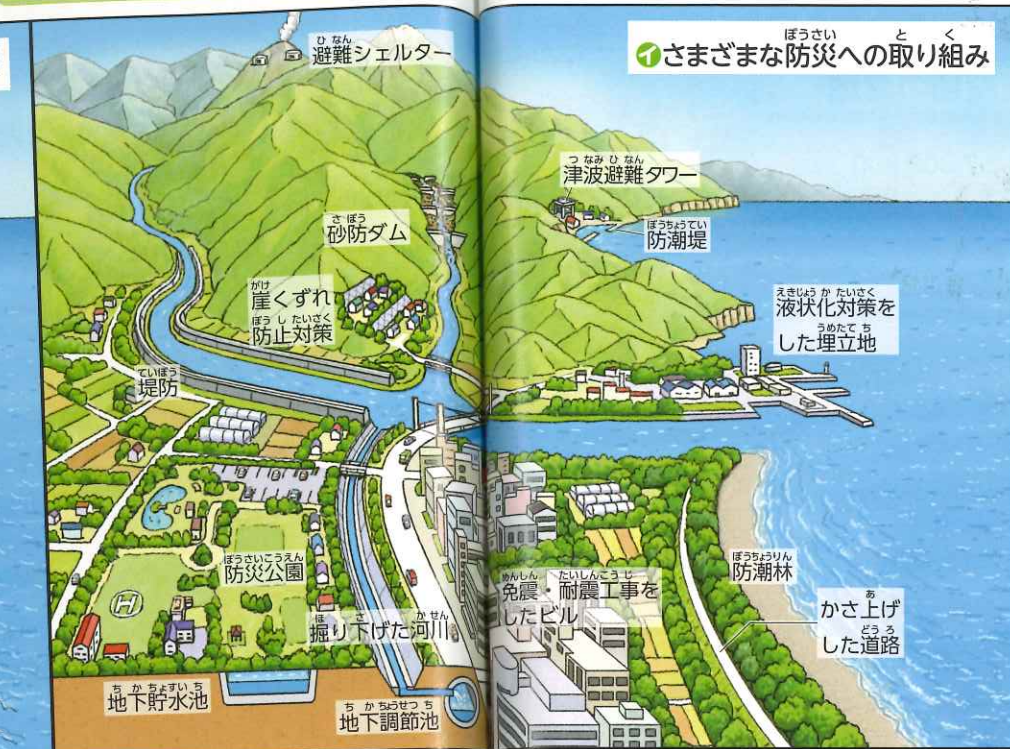 イさまざまな防災への取り組み
避難シェルター
津波避難タワー
防潮堤
砂防ダム
崖くずれ
防止対策
液状化対策を
した埋立地
堤防
防災公園
H
掘り下げた河川
免震・耐震工事を
したビル
防潮林
かさ上げ
した道路
地下貯水池
地下調節池